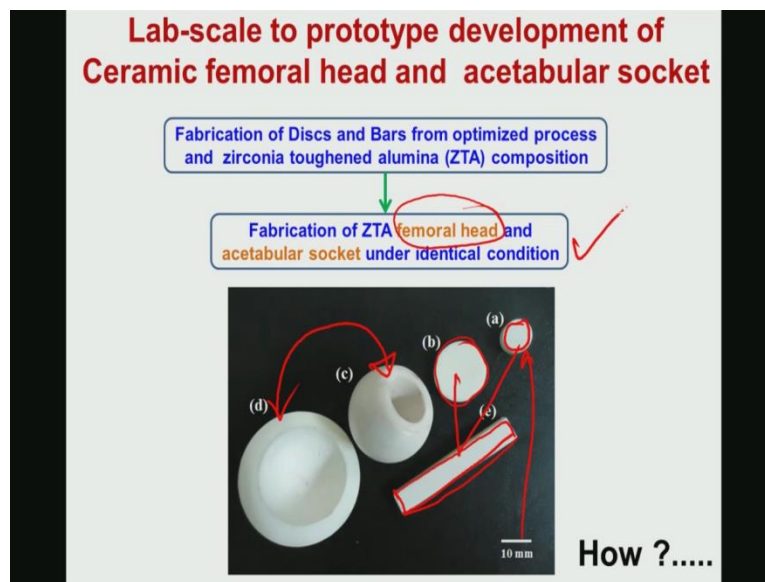 Lab-scale to prototype development of
Ceramic femoral head and acetabular socket
Fabrication of Discs and Bars from optimized process
and zirconia toughened alumina (ZTA) composition
Fabrication of ZTA femoral head and
acetabular socket under identical condition
(a)
(b)
(c)
(d)
(e)
10 mm
How ?.....